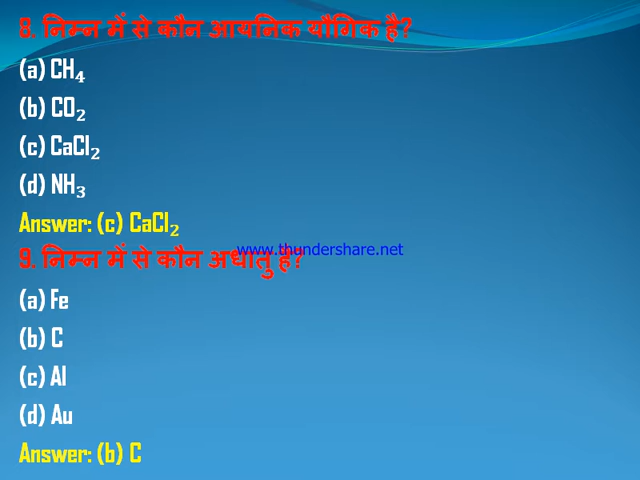 8. निम्न में से कौन आयनिक यौगिक है?
(a) CH₄
(b) CO₂
(c) CaCl₂
(d) NH₃
Answer: (c) CaCl₂
www.thundershare.net
9. निम्न में से कौन अधातु है?
(a) Fe
(b) C
(c) Al
(d) Au
Answer: (b) C